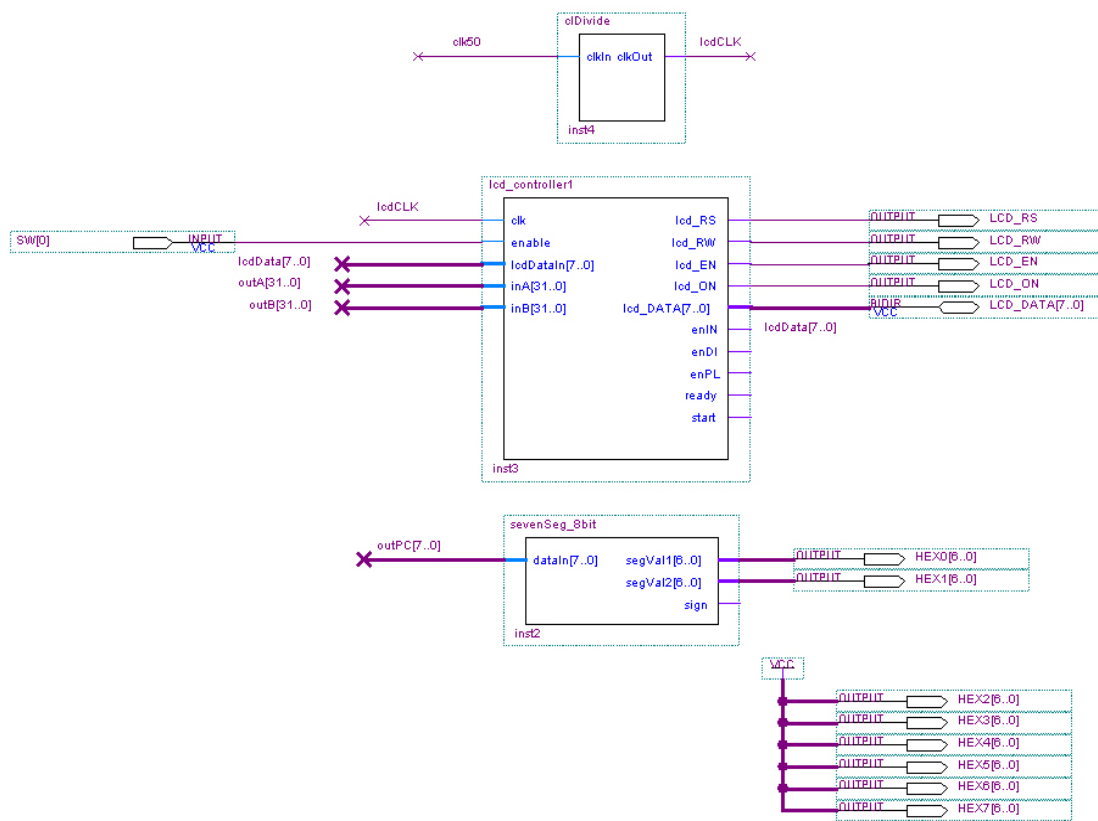 clDivide
clk50
clkIn clkOut
lcdCLK
inst4
lcd_controller1
lcdCLK
clk
lcd_RS
OUTPUT
LCD_RS
SW[0]
INPUT
VCC
enable
lcd_RW
OUTPUT
LCD_RW
lcdData[7..0]
lcdDataIn[7..0]
lcd_EN
OUTPUT
LCD_EN
outA[31..0]
inA[31..0]
lcd_ON
OUTPUT
LCD_ON
outB[31..0]
inB[31..0]
lcd_DATA[7..0]
BIDIR
VCC
LCD_DATA[7..0]
enIN
lcdData[7..0]
enDI
enPL
ready
start
inst3
sevenSeg_8bit
outPC[7..0]
dataIn[7..0]
segVal1[6..0]
OUTPUT
HEX0[6..0]
segVal2[6..0]
OUTPUT
HEX1[6..0]
sign
inst2
VCC
OUTPUT
HEX2[6..0]
OUTPUT
HEX3[6..0]
OUTPUT
HEX4[6..0]
OUTPUT
HEX5[6..0]
OUTPUT
HEX6[6..0]
OUTPUT
HEX7[6..0]